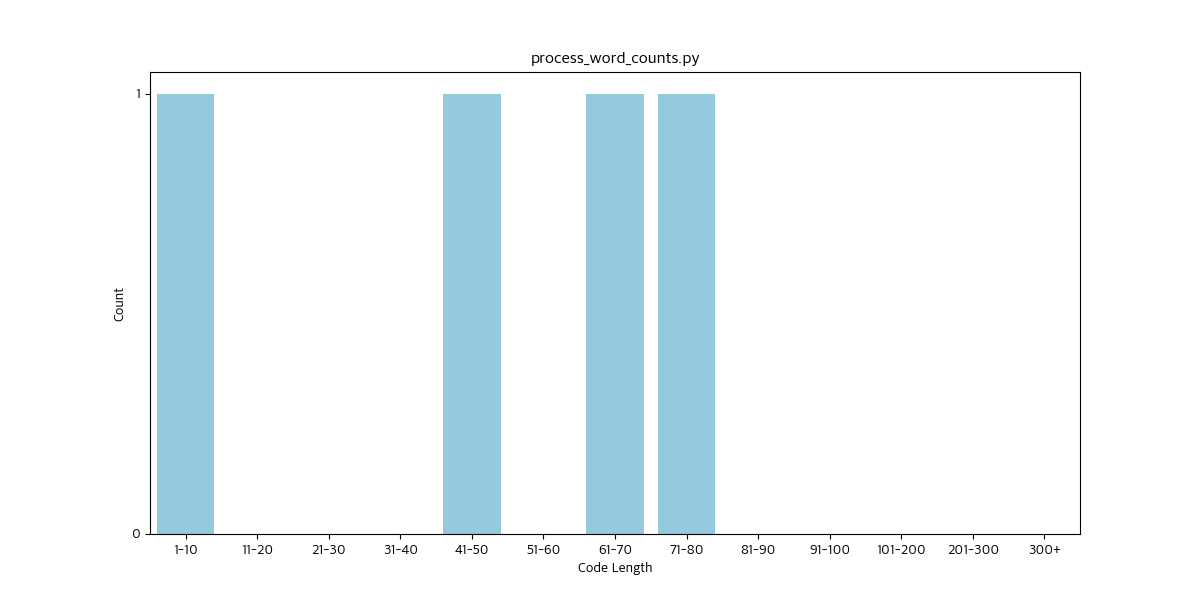 process_word_counts.py
1
0
Count
1-10 11-20 21-30 31-40 41-50 51-60 61-70 71-80 81-90 91-100 101-200 201-300 300+
Code Length